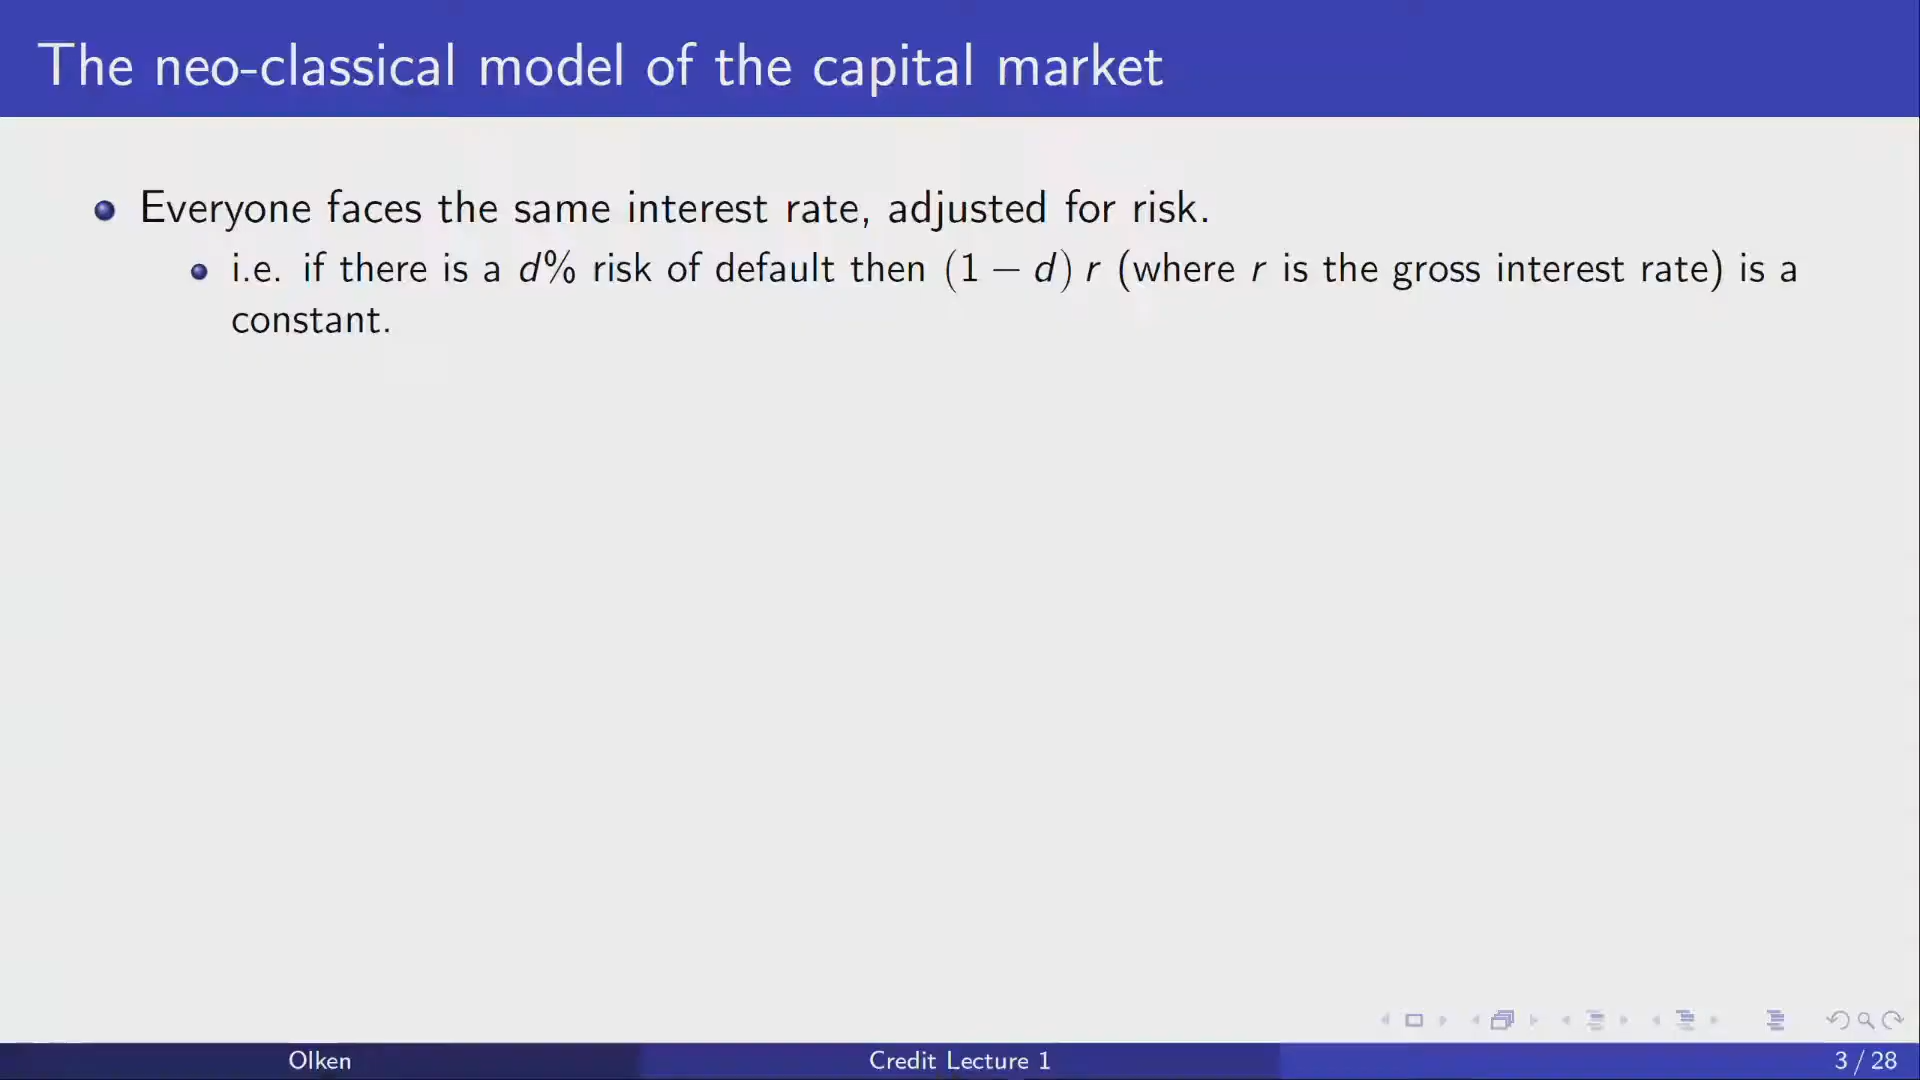 The neo-classical model of the capital market
Everyone faces the same interest rate, adjusted for risk.
i.e. if there is a d% risk of default then (1 − d) r (where r is the gross interest rate) is a
constant.
Olken
Credit Lecture 1
3 / 28